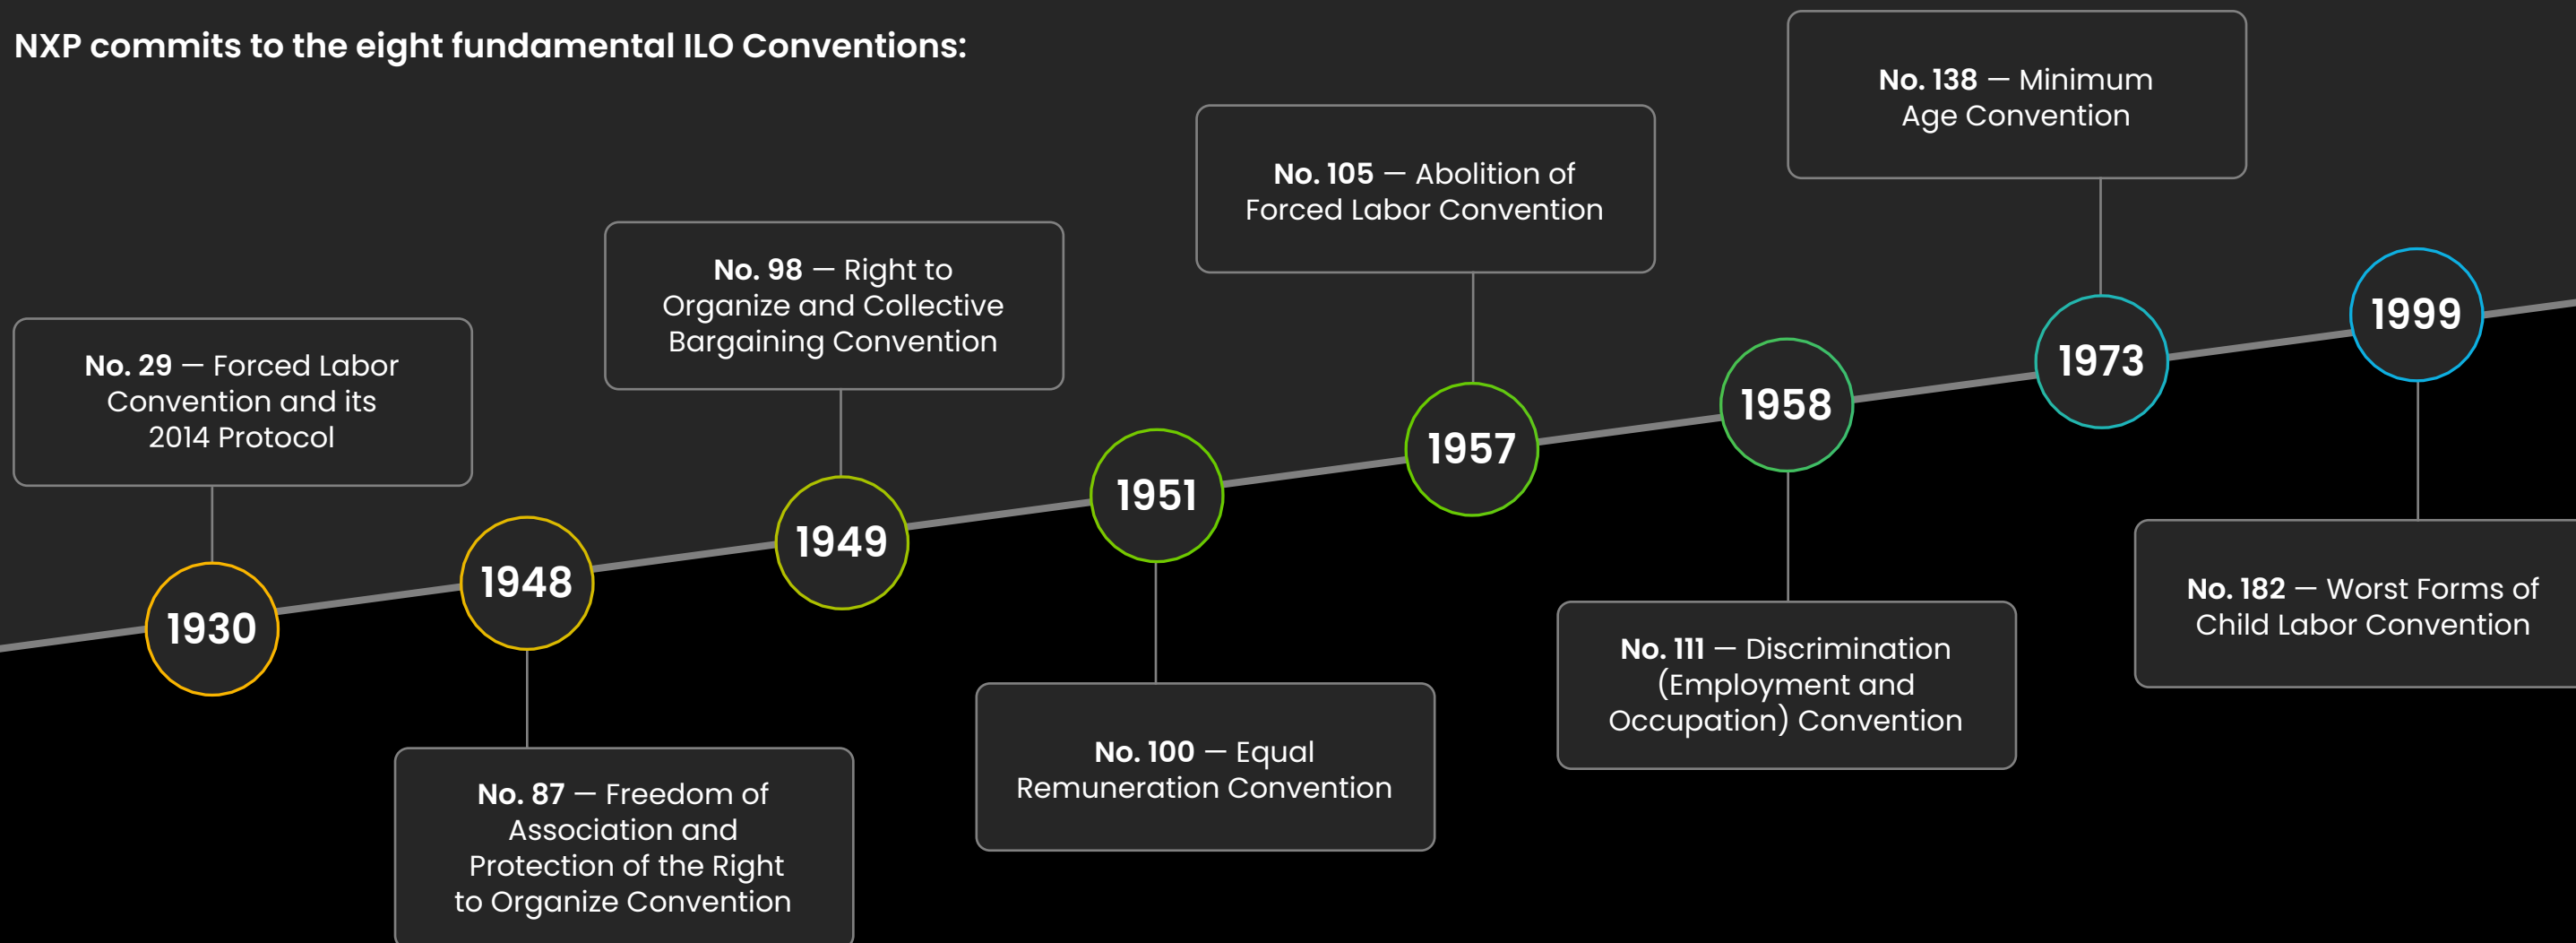 NXP commits to the eight fundamental ILO Conventions:
No. 29 — Forced Labor
Convention and its
2014 Protocol
1930
1948
No. 87 — Freedom of
Association and
Protection of the Right
to Organize Convention
No. 98 — Right to
Organize and Collective
Bargaining Convention
1949
1951
No. 100 — Equal
Remuneration Convention
No. 105 — Abolition of
Forced Labor Convention
1957
1958
No. 111 — Discrimination
(Employment and
Occupation) Convention
No. 138 — Minimum
Age Convention
1973
1999
No. 182 — Worst Forms of
Child Labor Convention